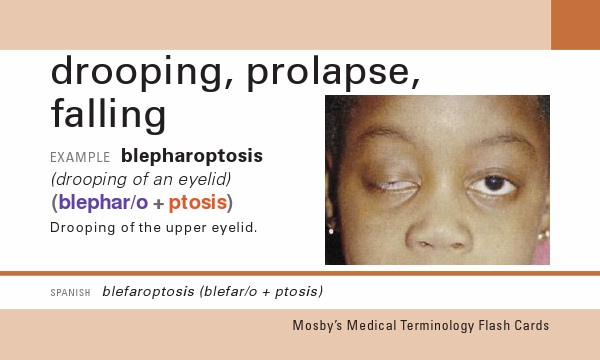 drooping, prolapse,
falling
EXAMPLE blepharoptosis
(drooping of an eyelid)
(blephar/o + ptosis)
Drooping of the upper eyelid.
SPANISH blefaroptosis (blefar/o + ptosis)
Mosby's Medical Terminology Flash Cards